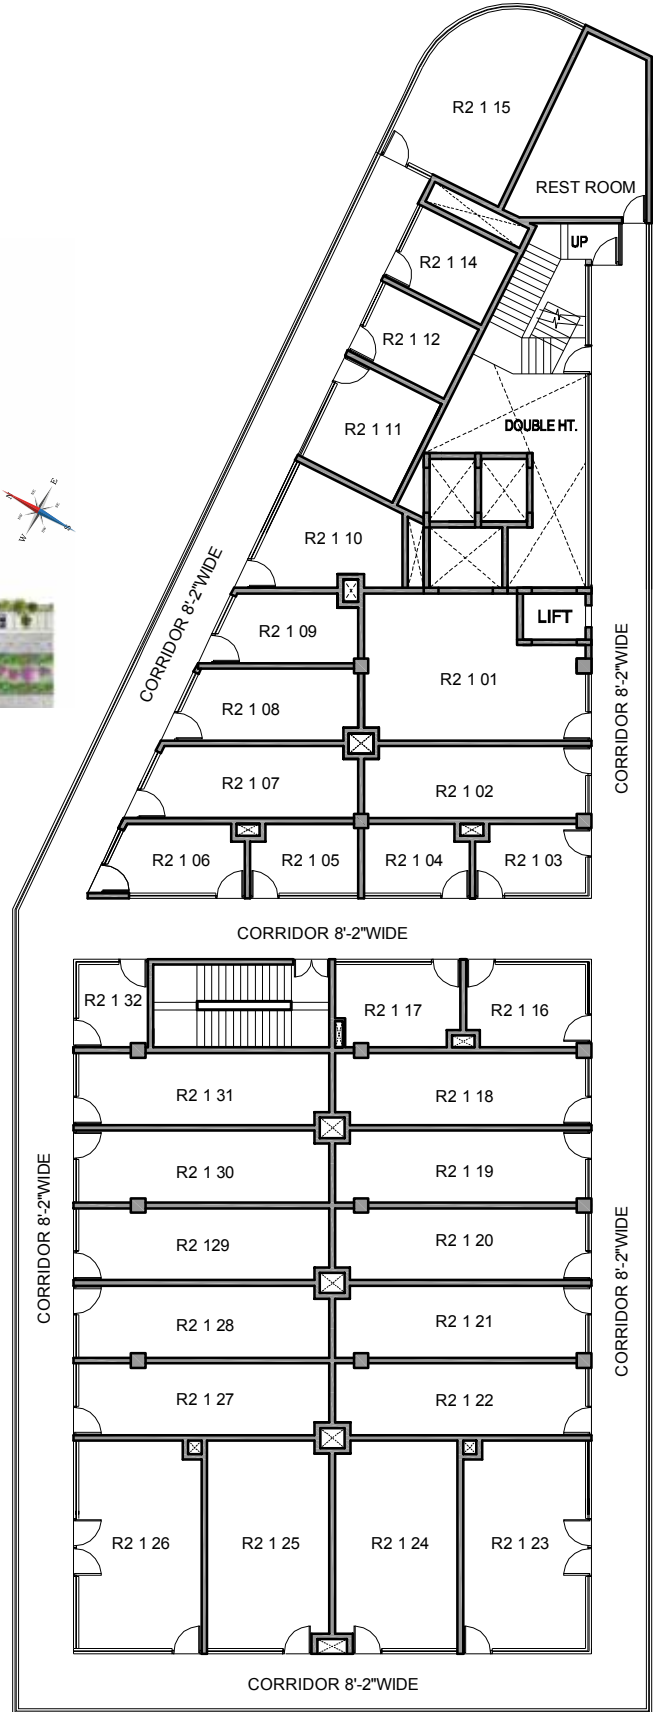 R2 1 15
REST ROOM
UP
R2 1 14
R2 1 12
DOUBLE HT.
R2 1 11
R2 1 10
CORRIDOR 8'-2"WIDE
R2 1 09
LIFT
R2 1 01
CORRIDOR 8'-2"WIDE
R2 1 08
R2 1 07
R2 1 02
R2 1 06
R2 1 05
R2 1 04
R2 1 03
CORRIDOR 8'-2"WIDE
R2 1 32
R2 1 17
R2 1 16
R2 1 31
R2 1 18
R2 1 30
R2 1 19
CORRIDOR 8'-2"WIDE
R2 129
R2 1 20
CORRIDOR 8'-2"WIDE
R2 1 28
R2 1 21
R2 1 27
R2 1 22
R2 1 26
R2 1 25
R2 1 24
R2 1 23
CORRIDOR 8'-2"WIDE
N
E
W
S